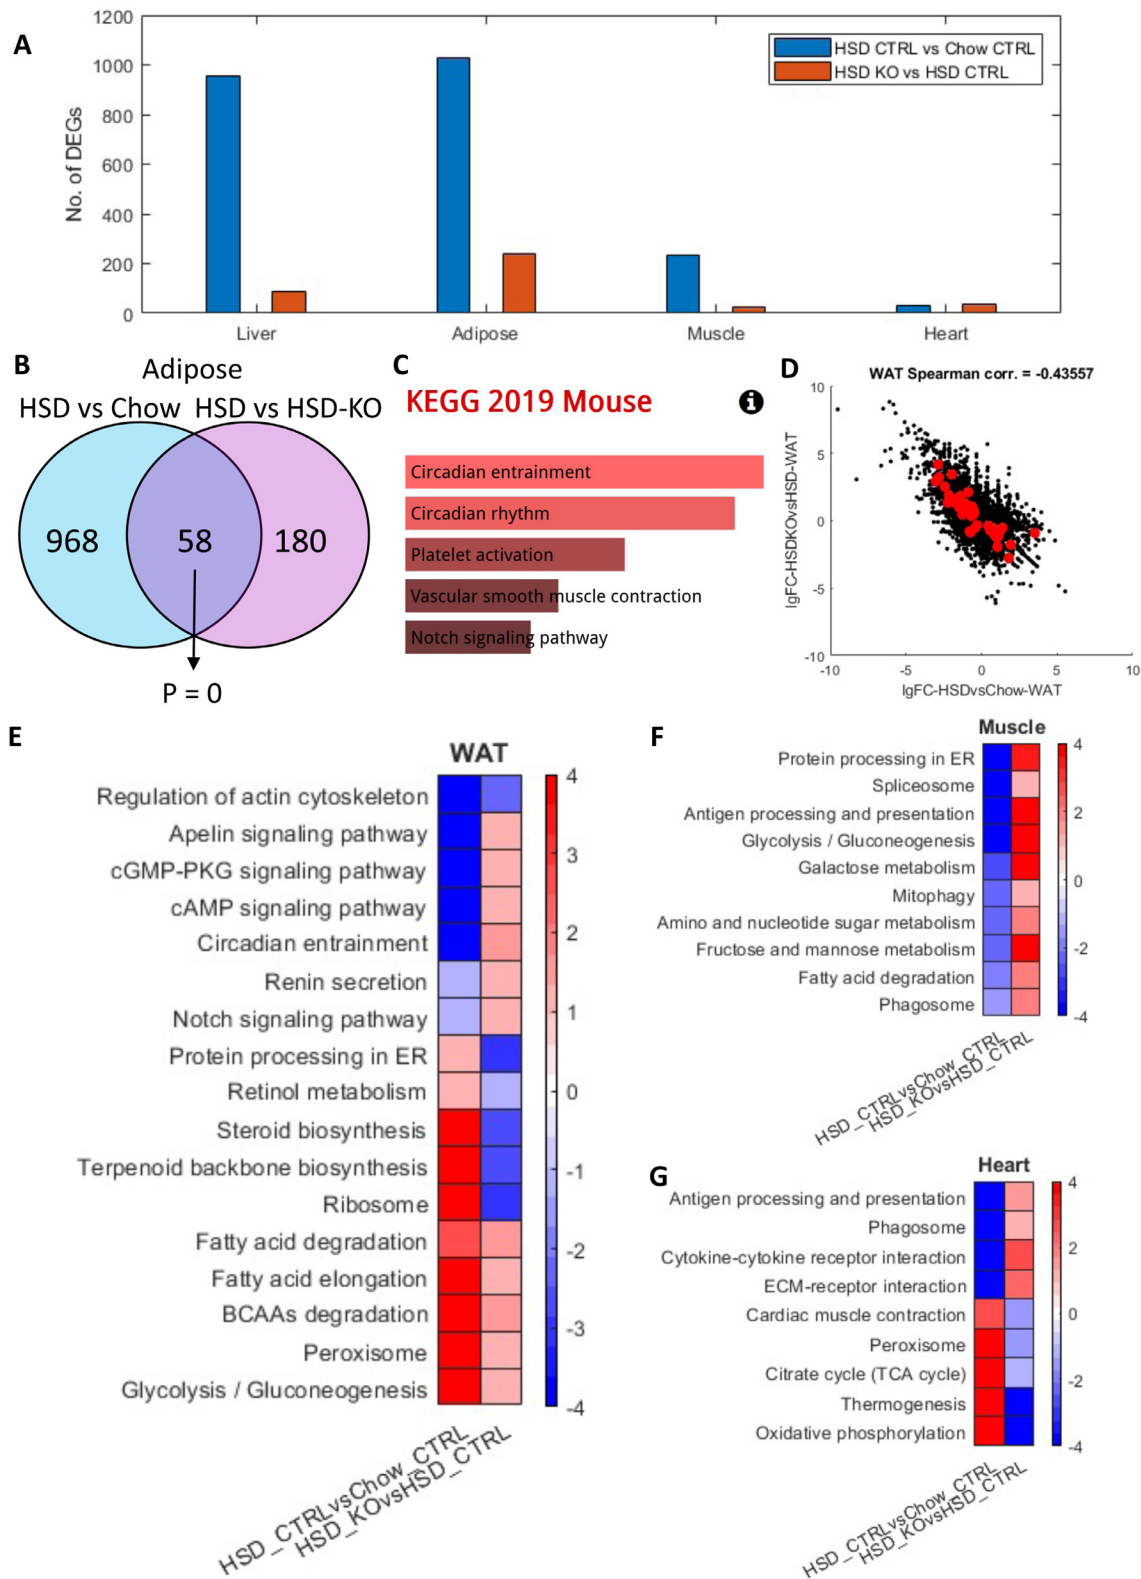 A
1200
1000
800
600
400
200
0
No. of DEGs
HSD CTRL vs Chow CTRL
HSD KO vs HSD CTRL
Liver
Adipose
Muscle
Heart
B
Adipose
HSD vs Chow
HSD vs HSD-KO
968
58
180
P = 0
C
KEGG 2019 Mouse
i
Circadian entrainment
Circadian rhythm
Platelet activation
Vascular smooth muscle contraction
Notch signaling pathway
D
WAT Spearman corr. = -0.43557
10
5
0
-5
-10
lgFC-HSDKOvsHSD-WAT
-10
-5
0
5
10
lgFC-HSDvsChow-WAT
E
WAT
Regulation of actin cytoskeleton
Apelin signaling pathway
cGMP-PKG signaling pathway
cAMP signaling pathway
Circadian entrainment
Renin secretion
Notch signaling pathway
Protein processing in ER
Retinol metabolism
Steroid biosynthesis
Terpenoid backbone biosynthesis
Ribosome
Fatty acid degradation
Fatty acid elongation
BCAAs degradation
Peroxisome
Glycolysis / Gluconeogenesis
4
3
2
1
0
-1
-2
-3
-4
HSD_CTRLvsChow_CTRL
HSD_KOvsHSD_CTRL
F
Muscle
Protein processing in ER
Spliceosome
Antigen processing and presentation
Glycolysis / Gluconeogenesis
Galactose metabolism
Mitophagy
Amino and nucleotide sugar metabolism
Fructose and mannose metabolism
Fatty acid degradation
Phagosome
4
2
0
-2
-4
HSD_CTRLvsChow_CTRL
HSD_KOvsHSD_CTRL
G
Heart
Antigen processing and presentation
Phagosome
Cytokine-cytokine receptor interaction
ECM-receptor interaction
Cardiac muscle contraction
Peroxisome
Citrate cycle (TCA cycle)
Thermogenesis
Oxidative phosphorylation
4
2
0
-2
-4
HSD_CTRLvsChow_CTRL
HSD_KOvsHSD_CTRL